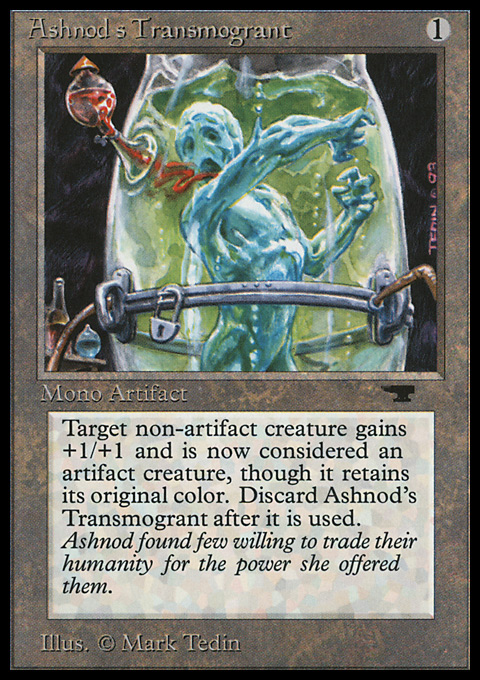 Ashnod's Transmogrant 1
TEDIN © 93
Mono Artifact
Target non-artifact creature gains
+1/+1 and is now considered an
artifact creature, though it retains
its original color. Discard Ashnod's
Transmogrant after it is used.
Ashnod found few willing to trade their
humanity for the power she offered
them.
Illus. © Mark Tedin